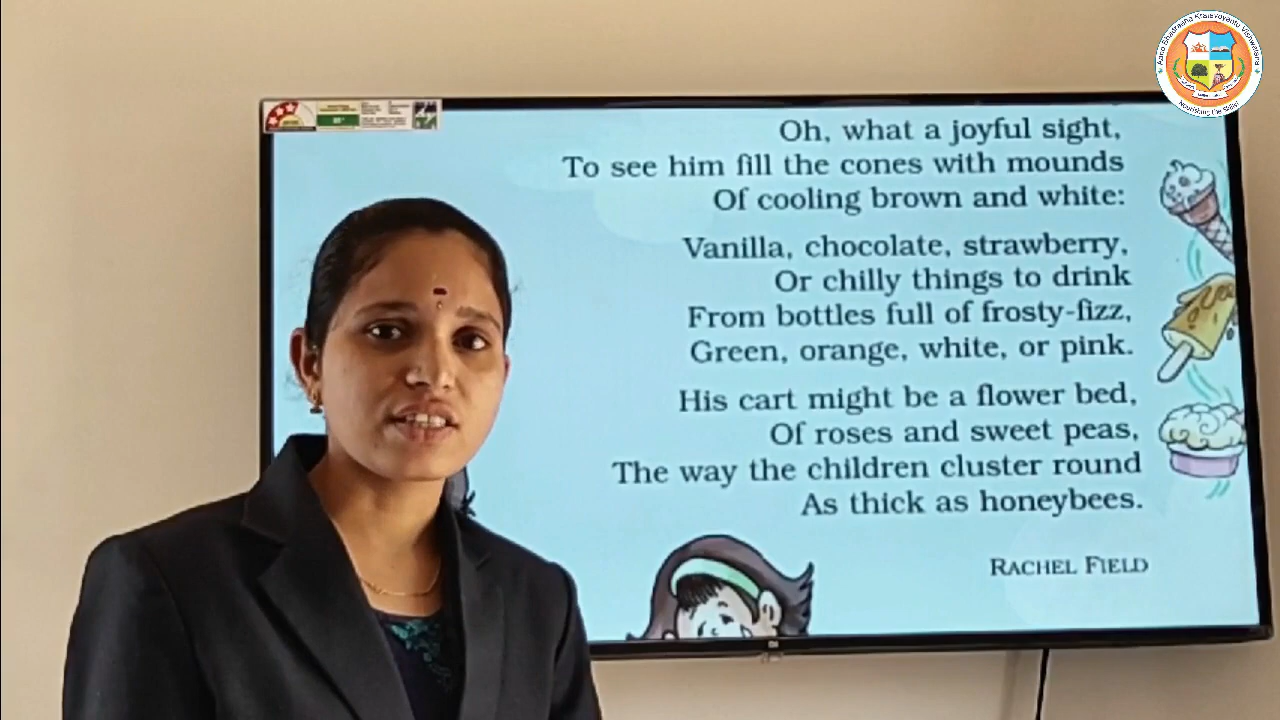 Oh, what a joyful sight,
To see him fill the cones with mounds
Of cooling brown and white:
Vanilla, chocolate, strawberry,
Or chilly things to drink
From bottles full of frosty-fizz,
Green, orange, white, or pink.
His cart might be a flower bed,
Of roses and sweet peas,
The way the children cluster round
As thick as honeybees.
RACHEL FIELD